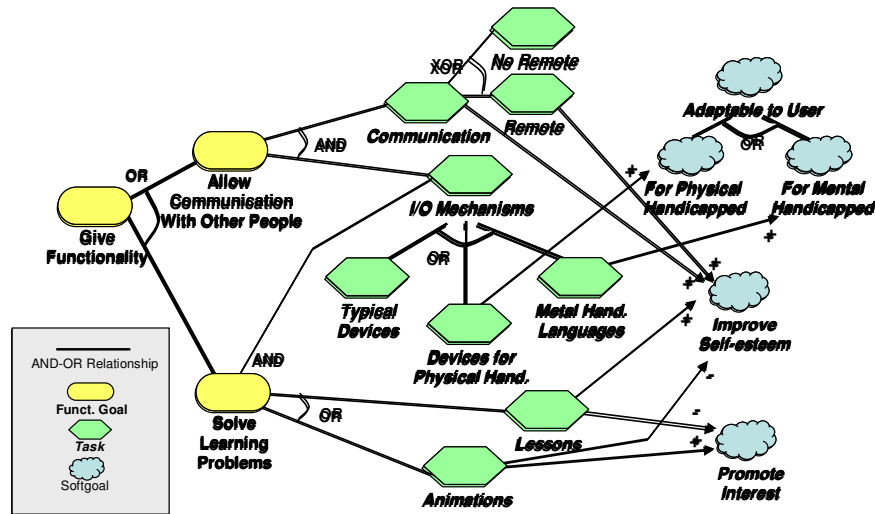 No Remote
XOR
Adaptable to User
Communication
Remote
AND
OR
OR
+
Allow
Communication
With Other People
I/O Mechanisms
For Physical
Handicapped
For Mental
Handicapped
Give
Functionality
OR
+
+
+
Typical
Devices
Metal Hand.
Languages
+
Improve
Self-esteem
Devices for
Physical Hand.
AND-OR Relationship
AND
-
Funct. Goal
OR
-
Solve
Learning
Problems
Lessons
+
Task
Softgoal
Animations
Promote
Interest